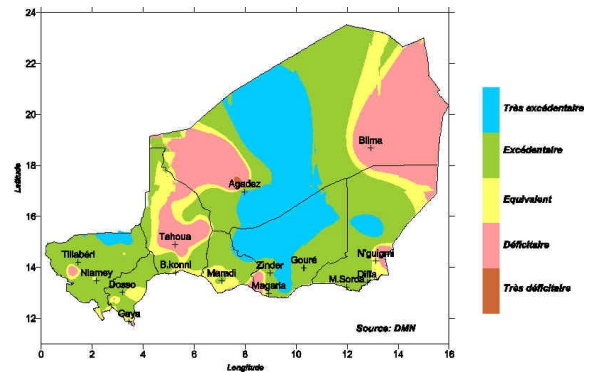 24
22
20
18
16
14
12
Latitude
0 2 4 6 8 10 12 14 16
Longitude
Bilma
Agadez
Tahoua
Tillabéri
Niamey
Dosso
Gaya
B.konni
Maradi
Zinder
Magaria
Gouré
N'guigmi
Diffa
M.Soroa
Source: DMN
Très excédentaire
Excédentaire
Equivalent
Déficitaire
Très déficitaire